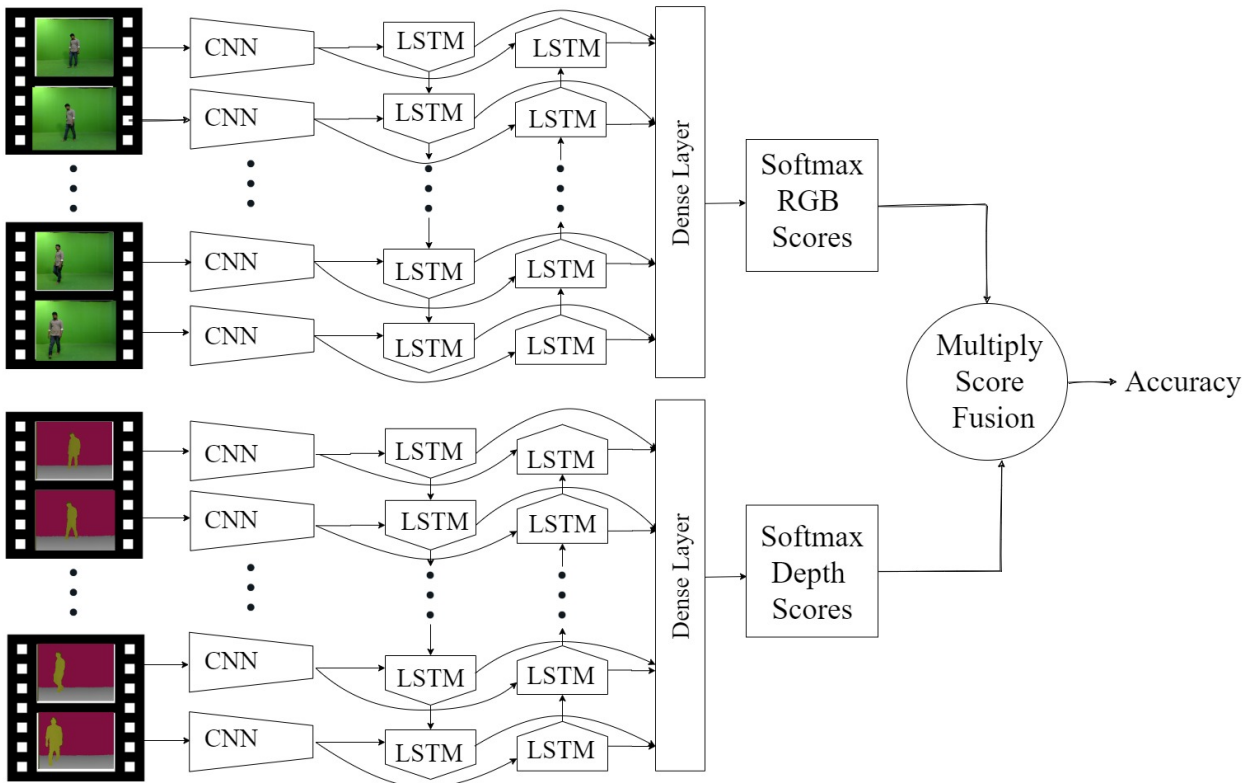 CNN
LSTM
LSTM
CNN
LSTM
LSTM
CNN
LSTM
LSTM
CNN
LSTM
LSTM
Dense Layer
Softmax
RGB
Scores
Multiply
Score
Fusion
Accuracy
CNN
LSTM
LSTM
CNN
LSTM
LSTM
CNN
LSTM
LSTM
CNN
LSTM
LSTM
Dense Layer
Softmax
Depth
Scores